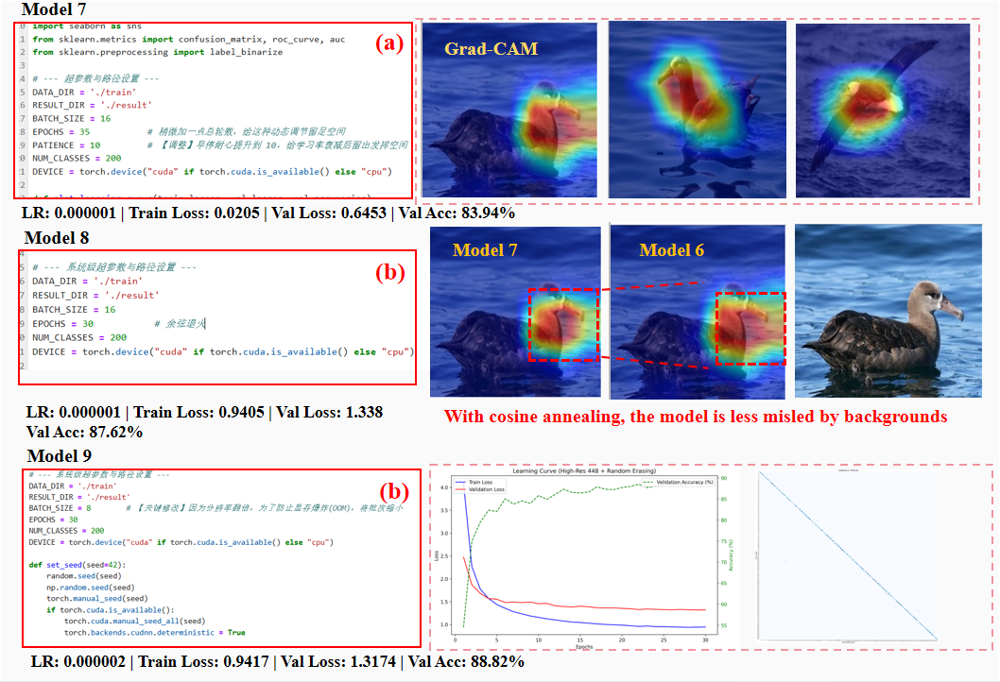 Model 7
import seaborn as sns
from sklearn.metrics import confusion_matrix, roc_curve, auc
from sklearn.preprocessing import label_binarize
(a)
# --- 超参数与路径设置 ---
DATA_DIR = './train'
RESULT_DIR = './result'
BATCH_SIZE = 16
EPOCHS = 35 # 稍微加一点总轮数，给这种动态调节留足空间
PATIENCE = 10 # 【调整】早停耐心提升到 10，给学习率衰减后留出发挥空间
NUM_CLASSES = 200
DEVICE = torch.device("cuda" if torch.cuda.is_available() else "cpu")
Grad-CAM
LR: 0.000001 | Train Loss: 0.0205 | Val Loss: 0.6453 | Val Acc: 83.94%
Model 8
# --- 系统级超参数与路径设置 ---
(b)
DATA_DIR = './train'
RESULT_DIR = './result'
BATCH_SIZE = 16
EPOCHS = 30 # 余弦退火
NUM_CLASSES = 200
DEVICE = torch.device("cuda" if torch.cuda.is_available() else "cpu")
Model 7
Model 6
LR: 0.000001 | Train Loss: 0.9405 | Val Loss: 1.338
Val Acc: 87.62%
With cosine annealing, the model is less misled by backgrounds
Model 9
# --- 系统级超参数与路径设置 ---
DATA_DIR = './train'
(b)
RESULT_DIR = './result'
BATCH_SIZE = 8 # 【关键修改】因为分辨率翻倍，为了防止显存爆炸(OOM)，将批次缩小
EPOCHS = 30
NUM_CLASSES = 200
DEVICE = torch.device("cuda" if torch.cuda.is_available() else "cpu")
def set_seed(seed=42):
random.seed(seed)
np.random.seed(seed)
torch.manual_seed(seed)
if torch.cuda.is_available():
torch.cuda.manual_seed_all(seed)
torch.backends.cudnn.deterministic = True
Learning Curve (High-Res 448 + Random Erasing)
Train Loss
Validation Loss
Validation Accuracy (%)
4.0
3.5
3.0
2.5
2.0
1.5
1.0
Loss
90
85
80
75
70
65
60
55
Accuracy (%)
0 5 10 15 20 25 30
Epochs
LR: 0.000002 | Train Loss: 0.9417 | Val Loss: 1.3174 | Val Acc: 88.82%